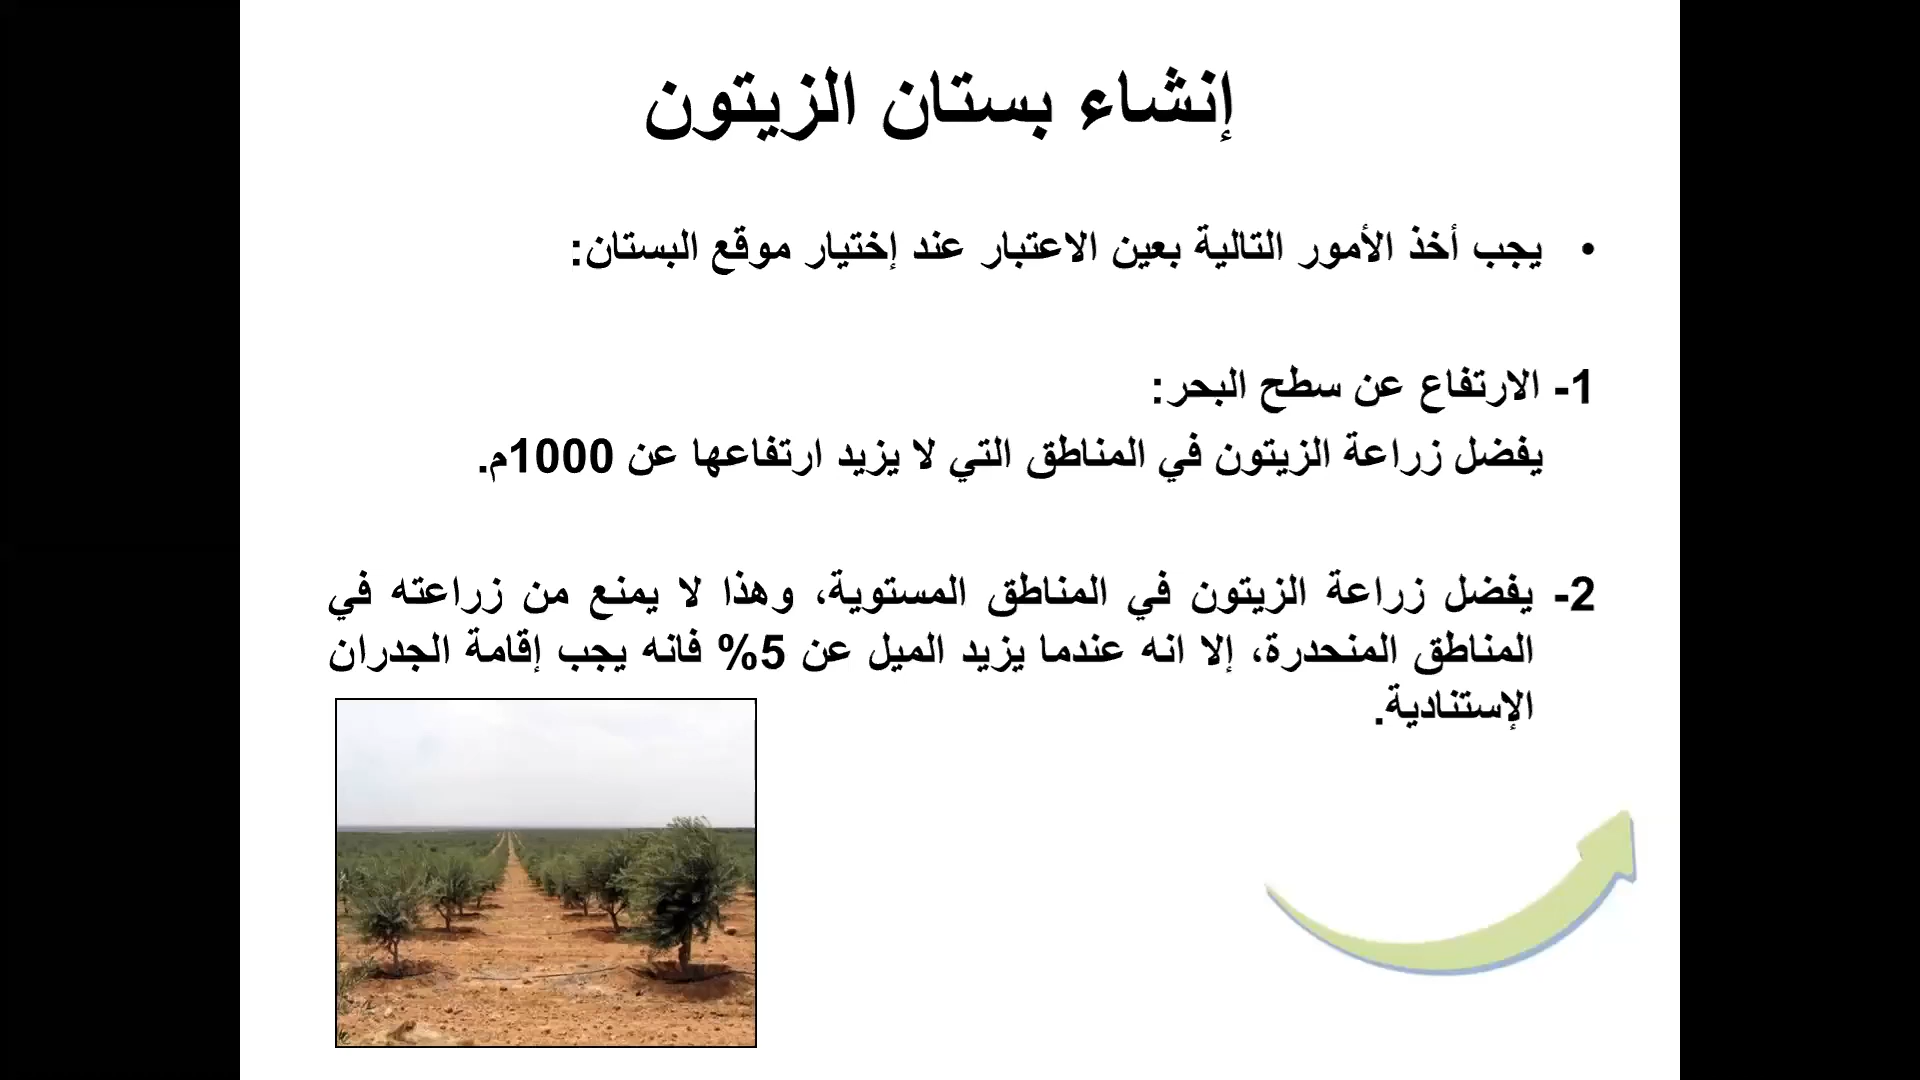 إنشاء بستان الزيتون
• يجب أخذ الأمور التالية بعين الاعتبار عند إختيار موقع البستان:
1- الارتفاع عن سطح البحر:
يفضل زراعة الزيتون في المناطق التي لا يزيد ارتفاعها عن 1000م.
2- يفضل زراعة الزيتون في المناطق المستوية، وهذا لا يمنع من زراعته في
المناطق المنحدرة، إلا انه عندما يزيد الميل عن 5% فانه يجب إقامة الجدران
الإستنادية.